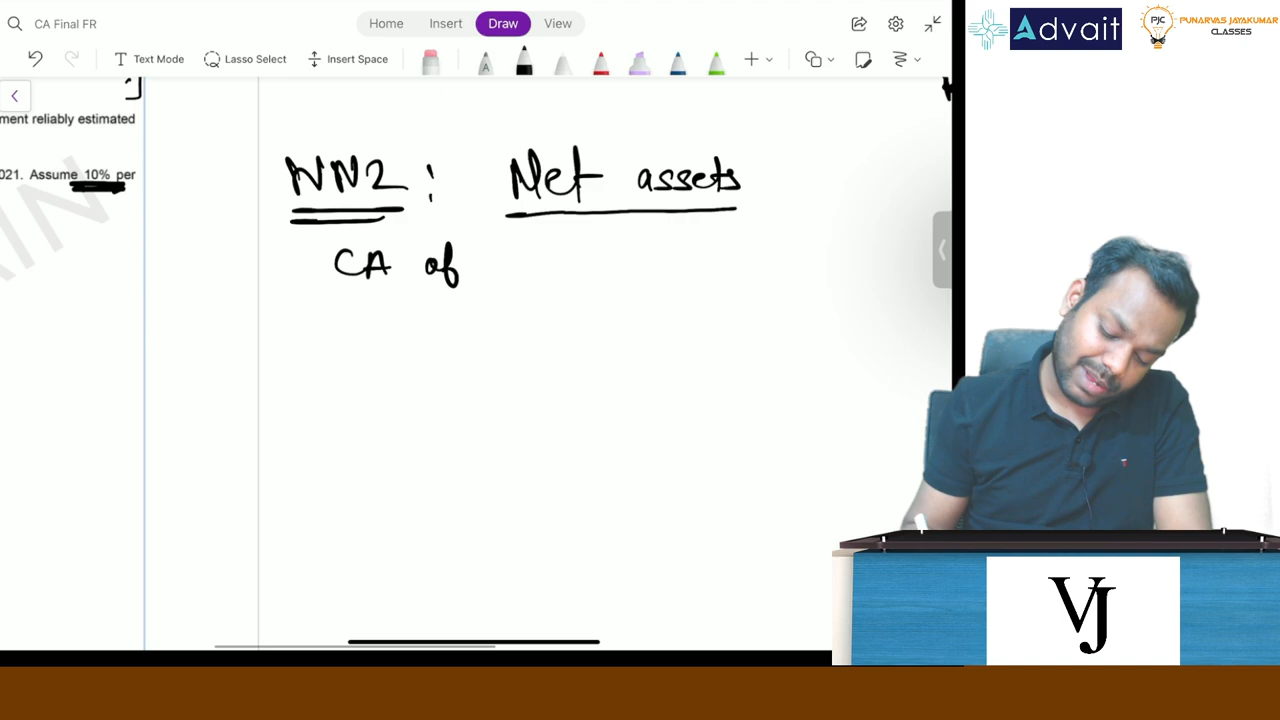 CA Final FR
Home Insert Draw View
Advait
PJC PUNARVAS JAYAKUMAR
CLASSES
Text Mode Lasso Select Insert Space
A
ment reliably estimated
021. Assume 10% per
AIN
WN2 : Net assets
CA of
VJ